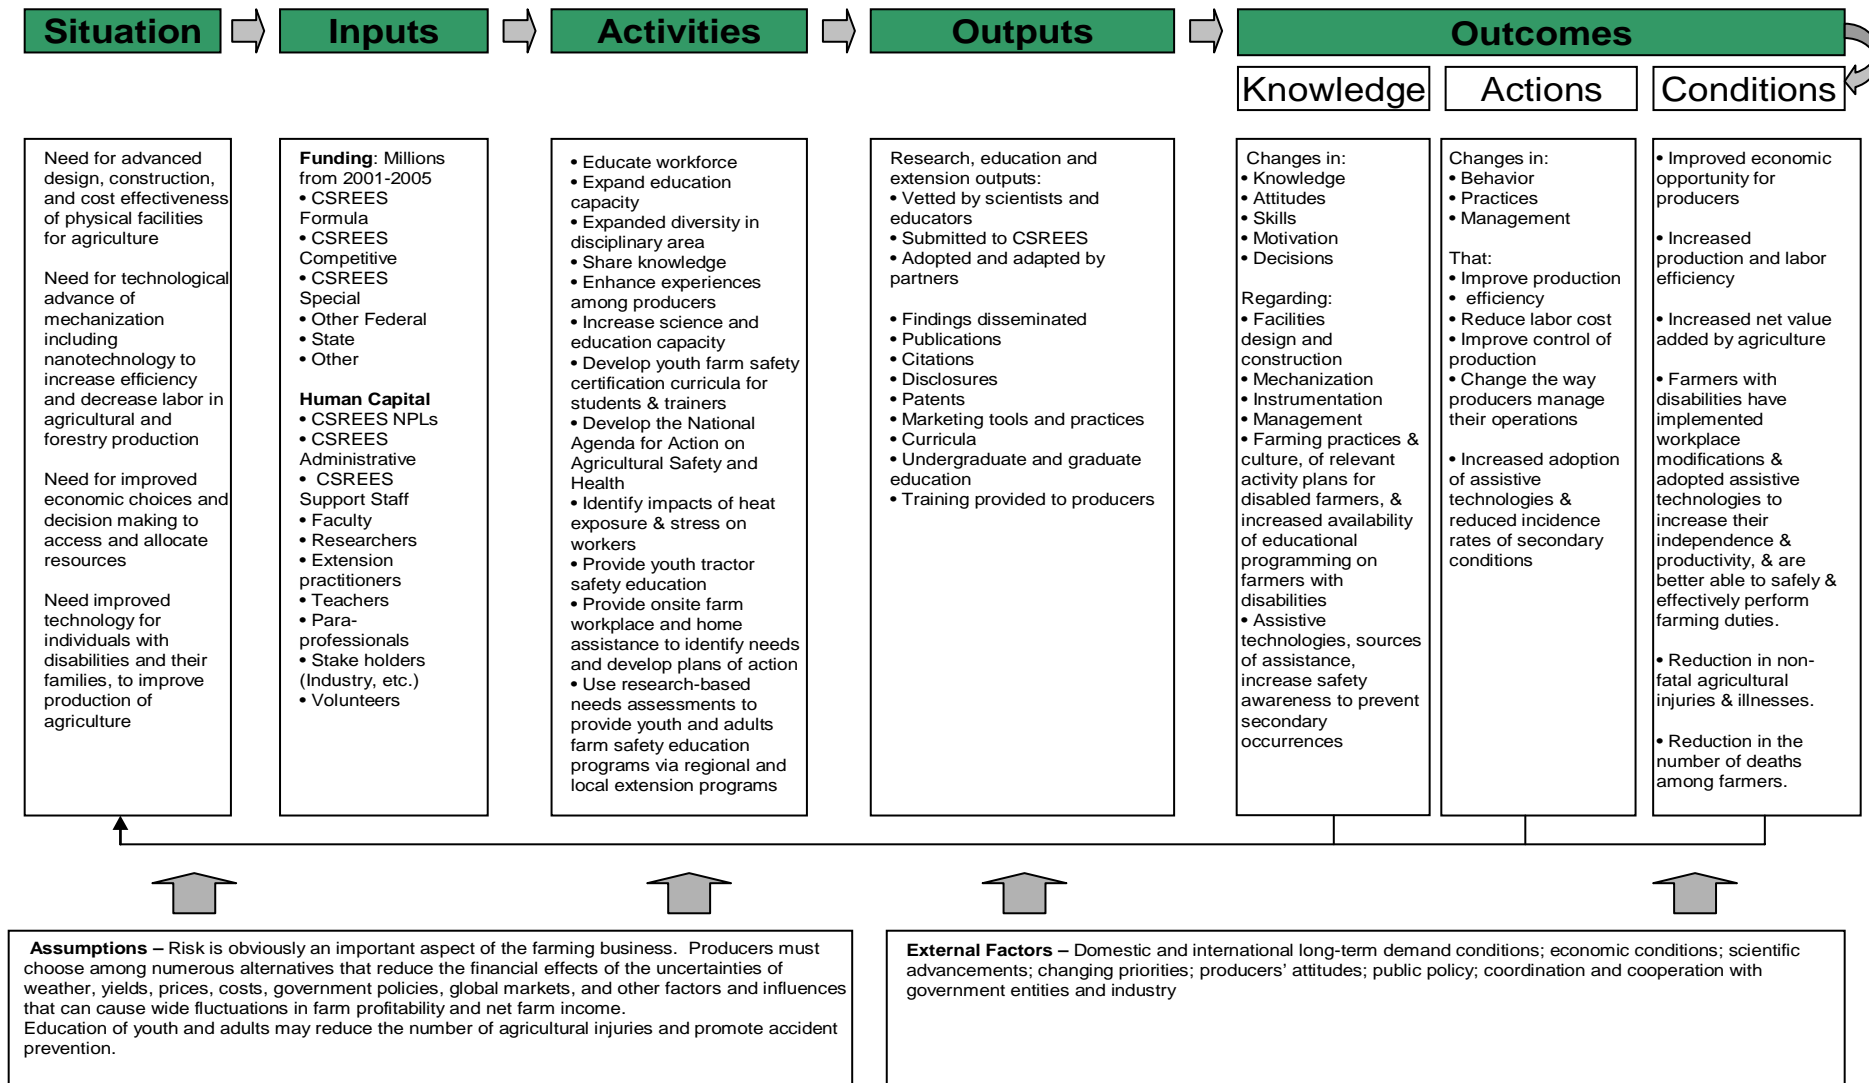 Situation
Inputs
Activities
Outputs
Outcomes
Knowledge
Actions
Conditions
Need for advanced
design, construction,
and cost effectiveness
of physical facilities
for agriculture
Need for technological
advance of
mechanization
including
nanotechnology to
increase efficiency
and decrease labor in
agricultural and
forestry production
Need for improved
economic choices and
decision making to
access and allocate
resources
Need improved
technology for
individuals with
disabilities and their
families, to improve
production of
agriculture
Funding: Millions
from 2001-2005
• CSREES
Formula
• CSREES
Competitive
• CSREES
Special
• Other Federal
• State
• Other
Human Capital
• CSREES NPLs
• CSREES
Administrative
• CSREES
Support Staff
• Faculty
• Researchers
• Extension
practitioners
• Teachers
• Para-
professionals
• Stake holders
(Industry, etc.)
• Volunteers
• Educate workforce
• Expand education
capacity
• Expanded diversity in
disciplinary area
• Share knowledge
• Enhance experiences
among producers
• Increase science and
education capacity
• Develop youth farm safety
certification curricula for
students & trainers
• Develop the National
Agenda for Action on
Agricultural Safety and
Health
• Identify impacts of heat
exposure & stress on
workers
• Provide youth tractor
safety education
• Provide onsite farm
workplace and home
assistance to identify needs
and develop plans of action
• Use research-based
needs assessments to
provide youth and adults
farm safety education
programs via regional and
local extension programs
Research, education and
extension outputs:
• Vetted by scientists and
educators
• Submitted to CSREES
• Adopted and adapted by
partners
• Findings disseminated
• Publications
• Citations
• Disclosures
• Patents
• Marketing tools and practices
• Curricula
• Undergraduate and graduate
education
• Training provided to producers
Changes in:
• Knowledge
• Attitudes
• Skills
• Motivation
• Decisions
Regarding:
• Facilities
design and
construction
• Mechanization
• Instrumentation
• Management
• Farming practices &
culture, of relevant
activity plans for
disabled farmers, &
increased availability
of educational
programming on
farmers with
disabilities
• Assistive
technologies, sources
of assistance,
increase safety
awareness to prevent
secondary
occurrences
Changes in:
• Behavior
• Practices
• Management
That:
• Improve production
• efficiency
• Reduce labor cost
• Improve control of
production
• Change the way
producers manage
their operations
• Increased adoption
of assistive
technologies &
reduced incidence
rates of secondary
conditions
• Improved economic
opportunity for
producers
• Increased
production and labor
efficiency
• Increased net value
added by agriculture
• Farmers with
disabilities have
implemented
workplace
modifications &
adopted assistive
technologies to
increase their
independence &
productivity, & are
better able to safely &
effectively perform
farming duties.
• Reduction in non-
fatal agricultural
injuries & illnesses.
• Reduction in the
number of deaths
among farmers.
Assumptions – Risk is obviously an important aspect of the farming business. Producers must
choose among numerous alternatives that reduce the financial effects of the uncertainties of
weather, yields, prices, costs, government policies, global markets, and other factors and influences
that can cause wide fluctuations in farm profitability and net farm income.
Education of youth and adults may reduce the number of agricultural injuries and promote accident
prevention.
External Factors – Domestic and international long-term demand conditions; economic conditions; scientific
advancements; changing priorities; producers’ attitudes; public policy; coordination and cooperation with
government entities and industry